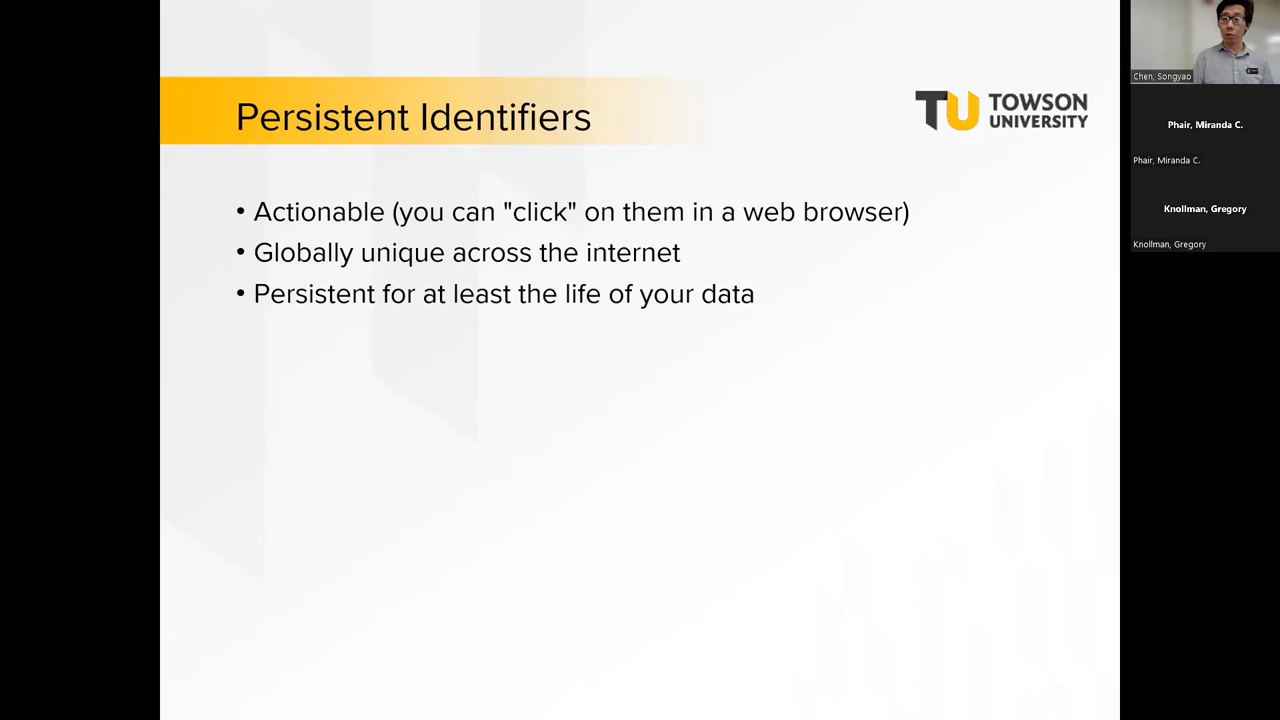 Persistent Identifiers
TU TOWSON
UNIVERSITY
• Actionable (you can "click" on them in a web browser)
• Globally unique across the internet
• Persistent for at least the life of your data
Chen, Songyao
Phair, Miranda C.
Phair, Miranda C.
Knollman, Gregory
Knollman, Gregory